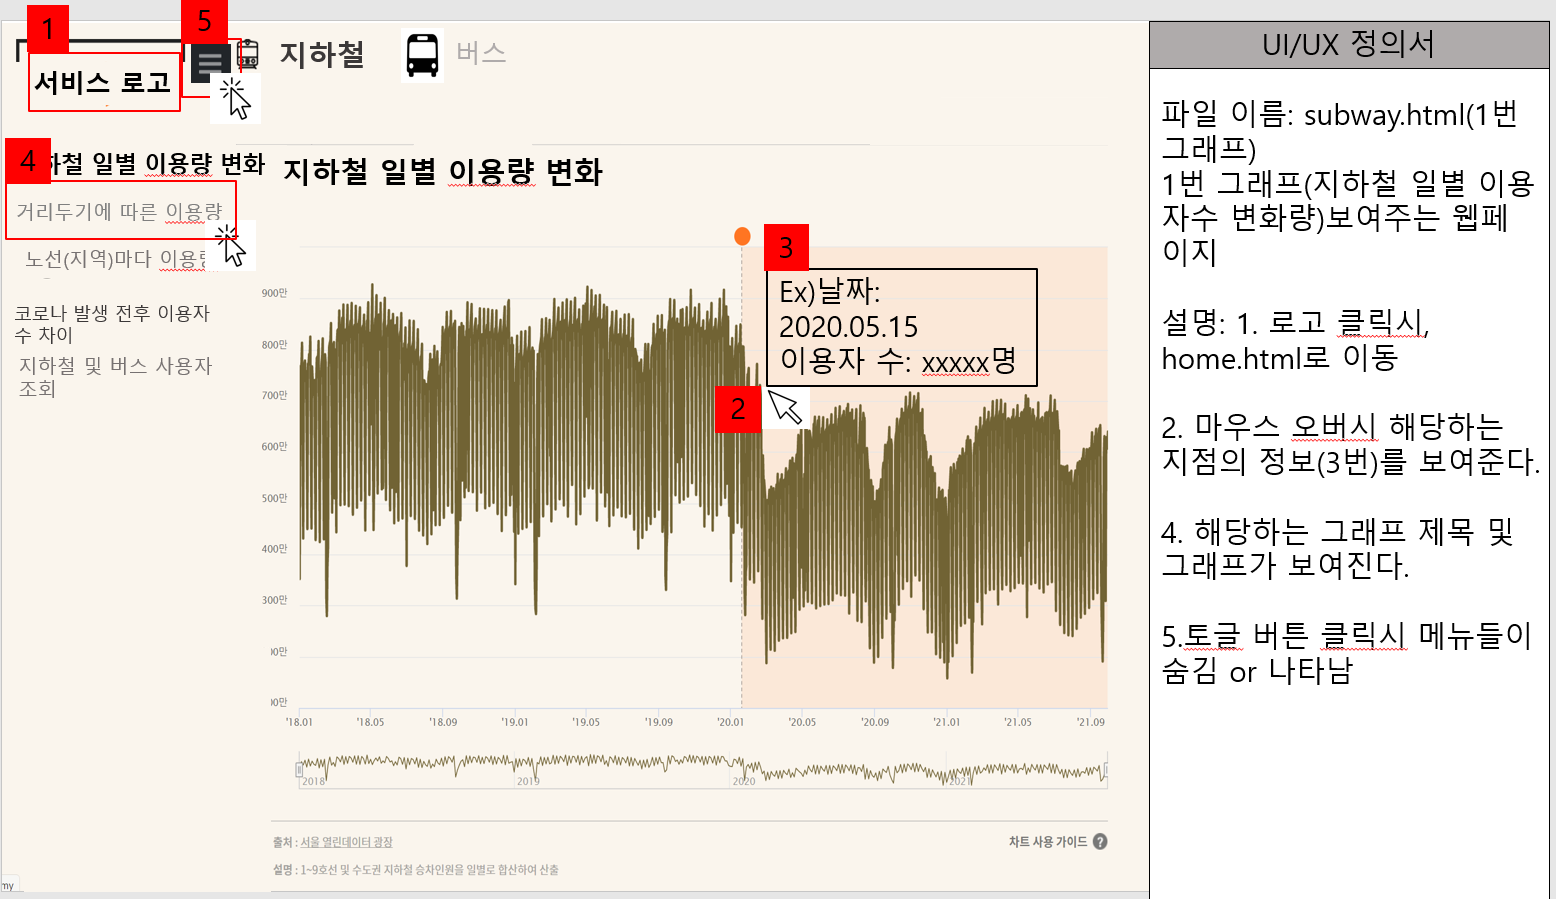 1
5
서비스 로고
지하철
버스
4
하철 일별 이용량 변화
거리두기에 따른 이용량
노선(지역)마다 이용량
코로나 발생 전후 이용자
수 차이
지하철 및 버스 사용자
조회
지하철 일별 이용량 변화
3
Ex)날짜:
2020.05.15
이용자 수: xxxxx명
2
900만
800만
700만
600만
500만
400만
300만
00만
00만
'18.01
'18.05
'18.09
'19.01
'19.05
'19.09
'20.01
'20.05
'20.09
'21.01
'21.05
'21.09
2018
2019
2020
2021
출처 : 서울 열린데이터 광장
차트 사용 가이드 ?
설명 : 1~9호선 및 수도권 지하철 승차인원을 일별로 합산하여 산출
my
UI/UX 정의서
파일 이름: subway.html(1번
그래프)
1번 그래프(지하철 일별 이용
자수 변화량)보여주는 웹페
이지
설명: 1. 로고 클릭시,
home.html로 이동
2. 마우스 오버시 해당하는
지점의 정보(3번)를 보여준다.
4. 해당하는 그래프 제목 및
그래프가 보여진다.
5.토글 버튼 클릭시 메뉴들이
숨김 or 나타남